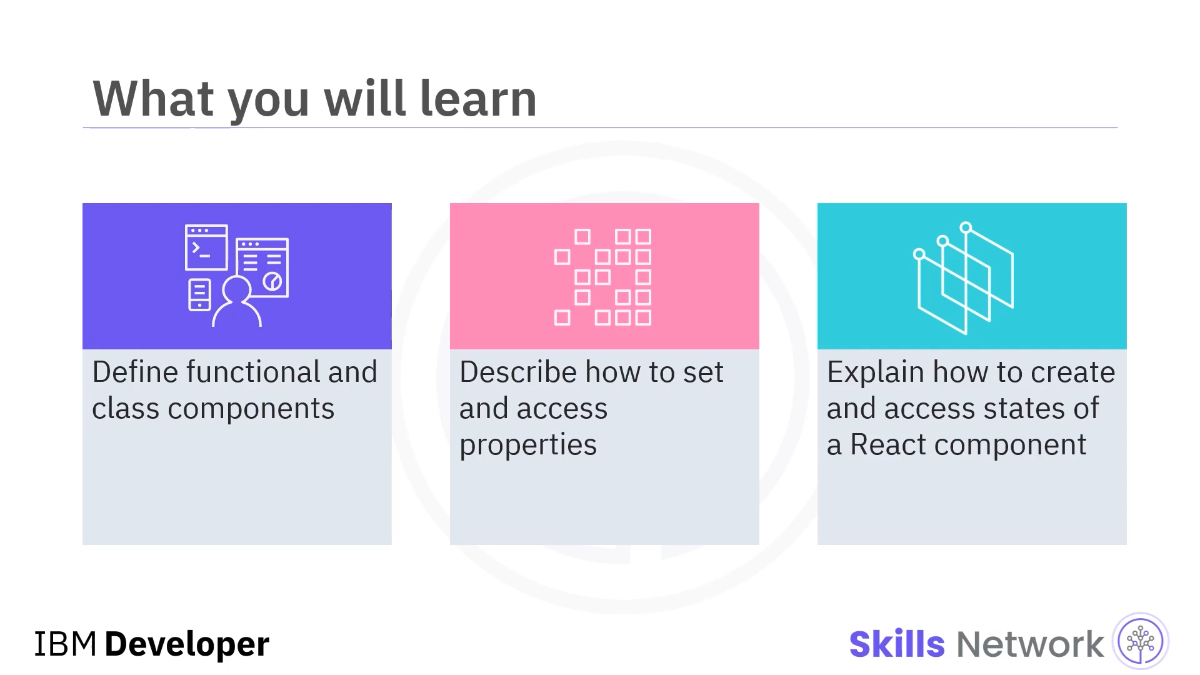 What you will learn
Define functional and
class components
Describe how to set
and access
properties
Explain how to create
and access states of
a React component
IBM Developer
Skills Network